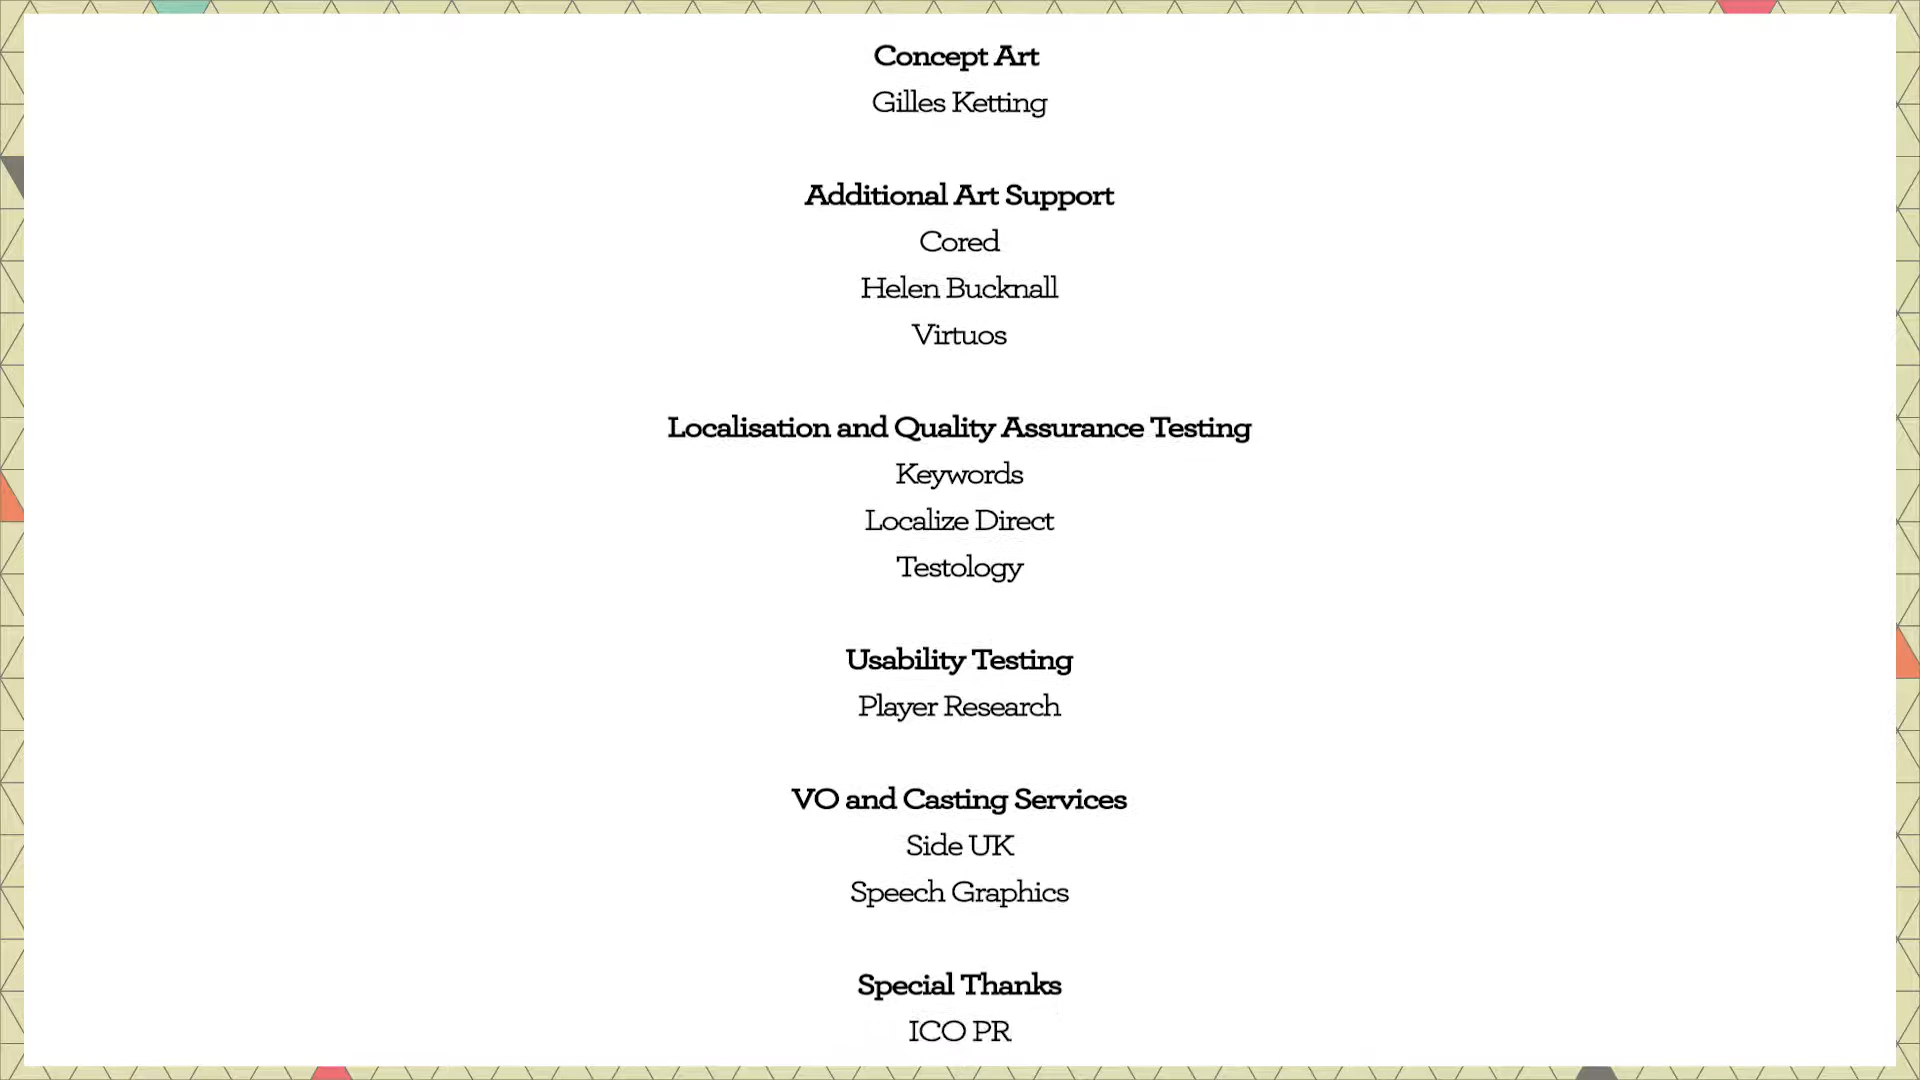 Concept Art
Gilles Ketting
Additional Art Support
Cored
Helen Bucknall
Virtuos
Localisation and Quality Assurance Testing
Keywords
Localize Direct
Testology
Usability Testing
Player Research
VO and Casting Services
Side UK
Speech Graphics
Special Thanks
ICO PR